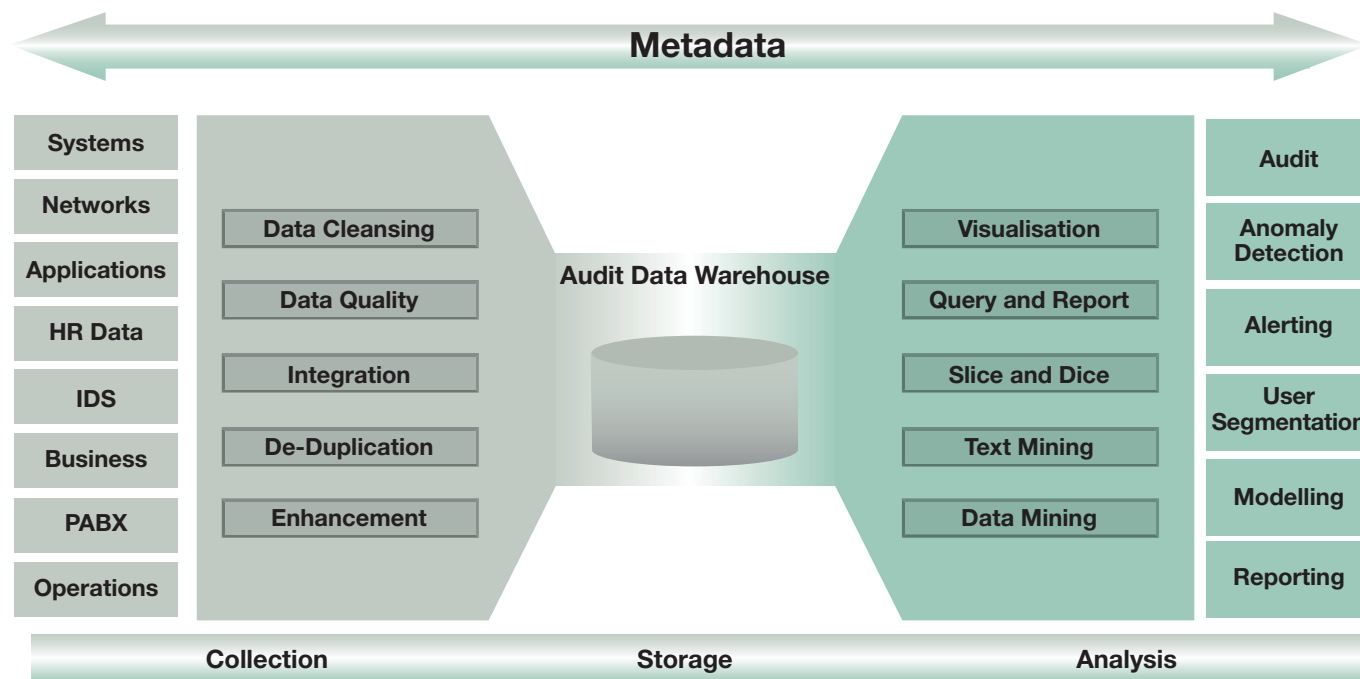 Metadata
Systems
Networks
Applications
HR Data
IDS
Business
PABX
Operations
Data Cleansing
Data Quality
Integration
De-Duplication
Enhancement
Audit Data Warehouse
Visualisation
Query and Report
Slice and Dice
Text Mining
Data Mining
Audit
Anomaly
Detection
Alerting
User
Segmentation
Modelling
Reporting
Collection
Storage
Analysis